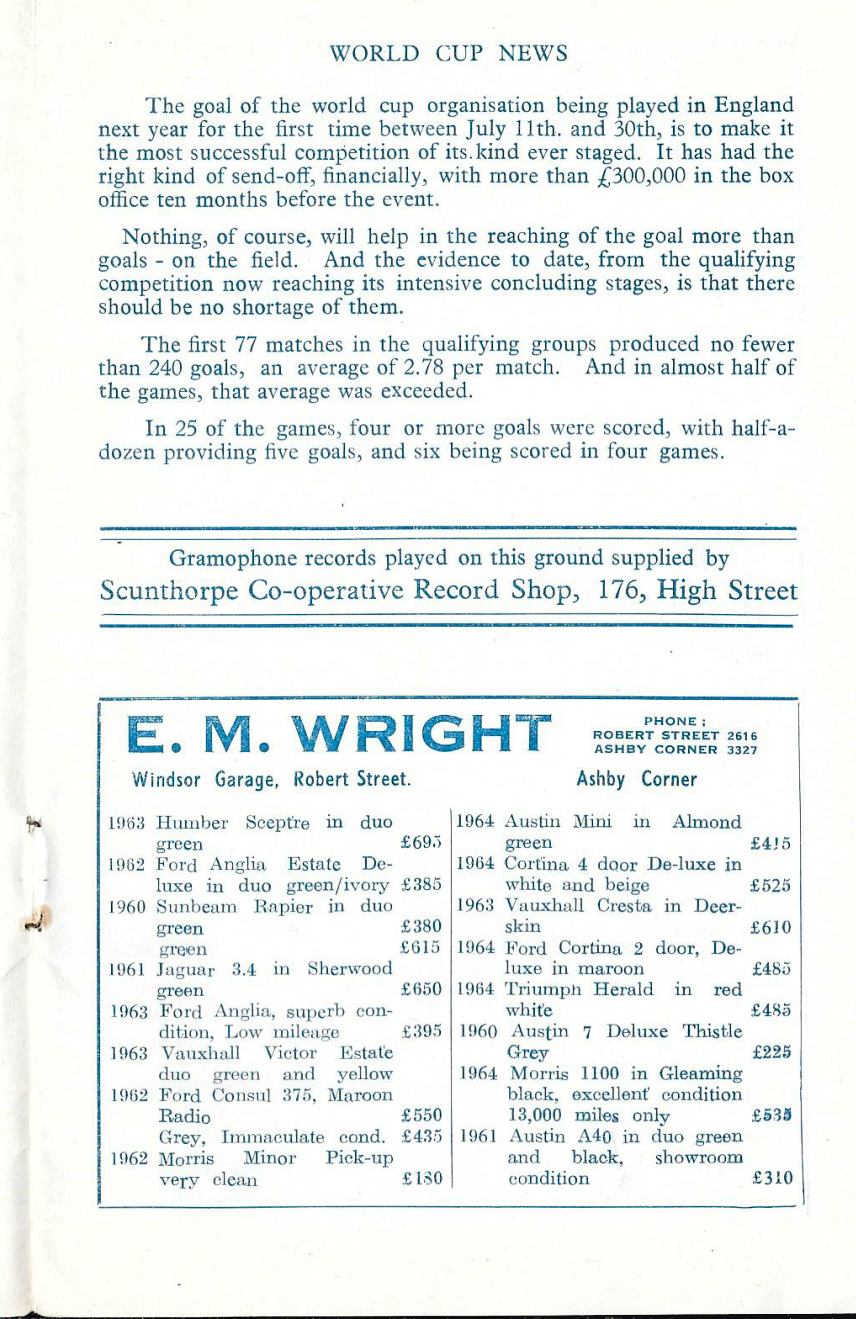 WORLD CUP NEWS
The goal of the world cup organisation being played in England
next year for the first time between July 11th. and 30th, is to make it
the most successful competition of its.kind ever staged. It has had the
right kind of send-off, financially, with more than £300,000 in the box
office ten months before the event.
Nothing, of course, will help in the reaching of the goal more than
goals - on the field. And the evidence to date, from the qualifying
competition now reaching its intensive concluding stages, is that there
should be no shortage of them.
The first 77 matches in the qualifying groups produced no fewer
than 240 goals, an average of 2.78 per match. And in almost half of
the games, that average was exceeded.
In 25 of the games, four or more goals were scored, with half-a-
dozen providing five goals, and six being scored in four games.
Gramophone records played on this ground supplied by
Scunthorpe Co-operative Record Shop, 176, High Street
E. M. WRIGHT
PHONE ;
ROBERT STREET 2616
ASHBY CORNER 3327
Windsor Garage, Robert Street.
Ashby Corner
1963 Humber Sceptre in duo
green £695
1962 Ford Anglia Estate De-
luxe in duo green/ivory £385
1960 Sunbeam Rapier in duo
green £380
green £615
1961 Jaguar 3.4 in Sherwood
green £650
1963 Ford Anglia, superb con-
dition, Low mileage £395
1963 Vauxhall Victor Estate
duo green and yellow
1962 Ford Consul 375, Maroon
Radio £550
Grey, Immaculate cond. £435
1962 Morris Minor Pick-up
very clean £180
1964 Austin Mini in Almond
green £415
1964 Cortina 4 door De-luxe in
white and beige £525
1963 Vauxhall Cresta in Deer-
skin £610
1964 Ford Cortina 2 door, De-
luxe in maroon £485
1964 Triumph Herald in red
white £485
1960 Austin 7 Deluxe Thistle
Grey £225
1964 Morris 1100 in Gleaming
black, excellent condition
13,000 miles only £535
1961 Austin A40 in duo green
and black, showroom
condition £310